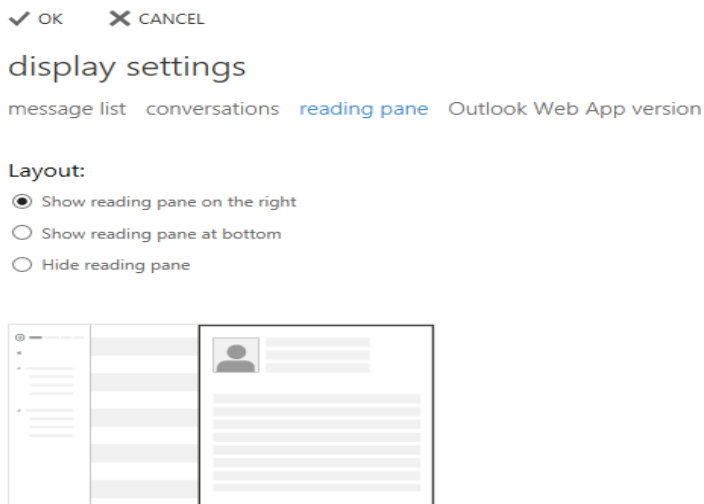 OK CANCEL
display settings
message list conversations reading pane Outlook Web App version
Layout:
Show reading pane on the right
Show reading pane at bottom
Hide reading pane